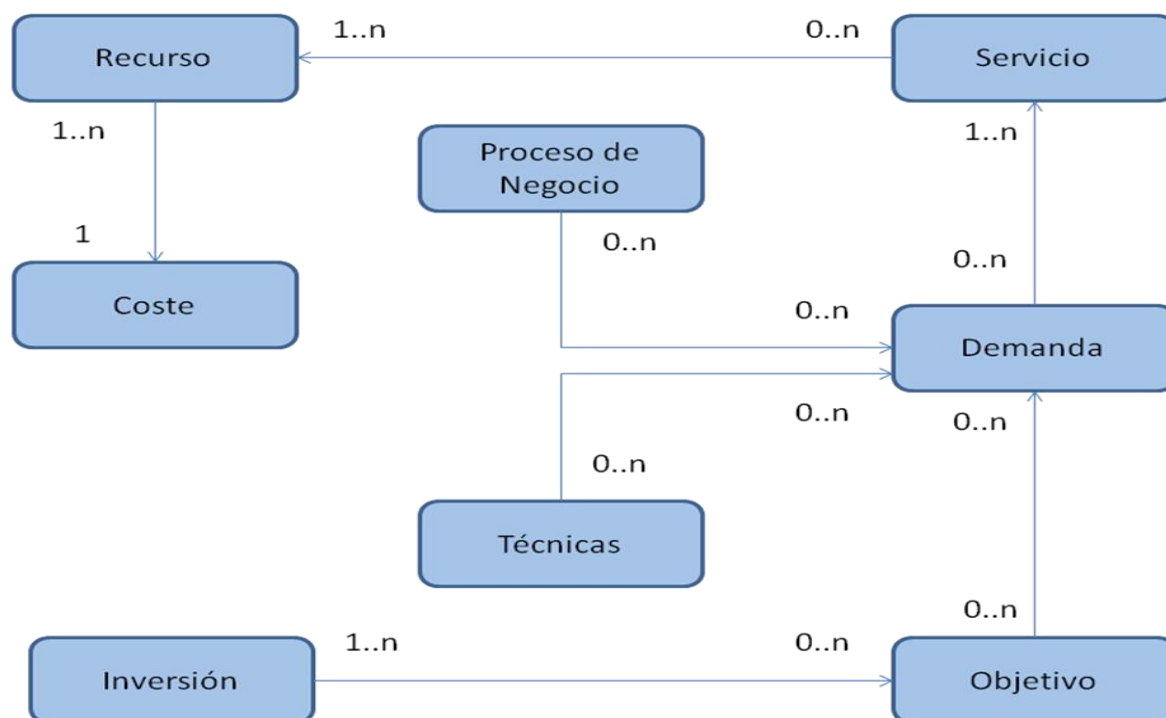 1..n
0..n
Recurso
Servicio
1..n
1..n
Proceso de
Negocio
1
0..n
0..n
Coste
0..n
Demanda
0..n
0..n
0..n
Técnicas
0..n
1..n
0..n
Inversión
Objetivo